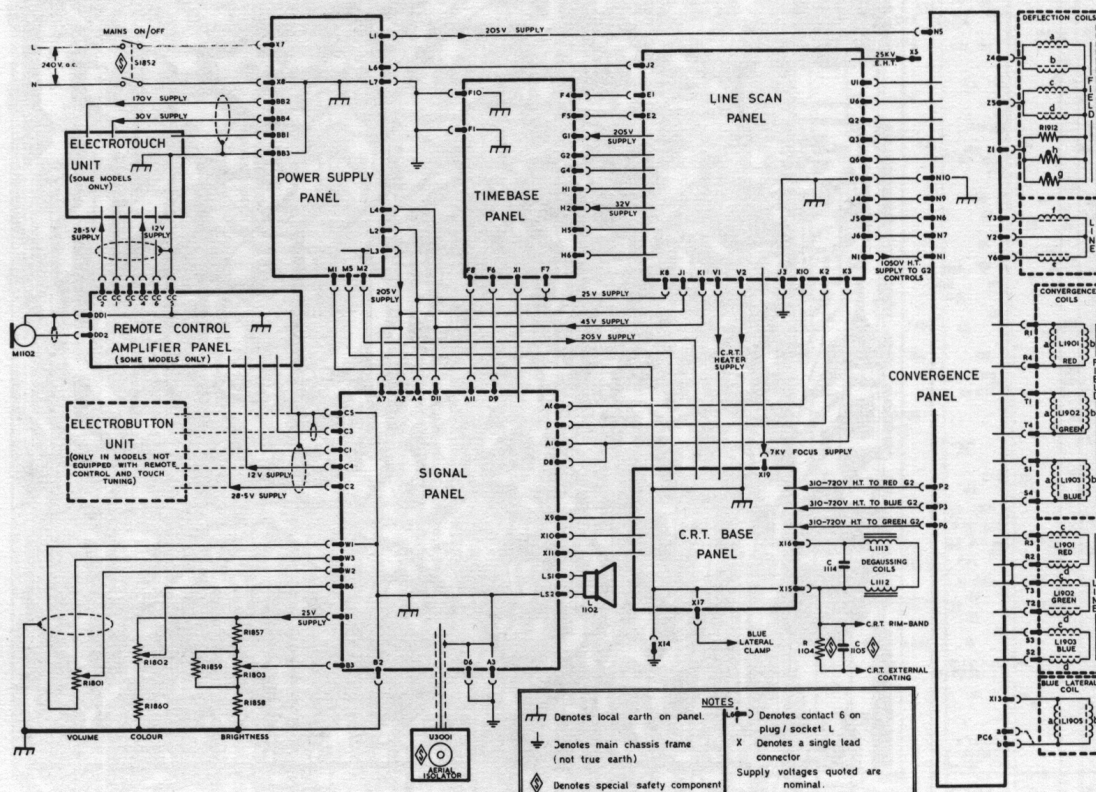 MAINS ON/OFF
L
240V. a.c.
N
S1852
X7
X8
BB2
BB4
BB1
BB3
170V SUPPLY
30V SUPPLY
ELECTROTOUCH
UNIT
(SOME MODELS
ONLY)
28-5V
SUPPLY
12V
SUPPLY
POWER SUPPLY
PANEL
L1
L6
L7
L4
L2
L3
M1
M5
M2
205V SUPPLY
205V
SUPPLY
F10
F1
TIMEBASE
PANEL
F4
F5
G1
G2
G4
H1
H2
H5
H6
F8
F6
X1
F7
205V
SUPPLY
32V
SUPPLY
J2
E1
E2
LINE SCAN
PANEL
25KV
E.H.T.
X5
U1
U6
Q2
Q3
Q6
K9
J4
J5
J6
N1
K8
J1
K1
V1
V2
J3
X10
K2
K3
N5
N10
N9
N6
N7
N1
1050V H.T.
SUPPLY TO G2
CONTROLS
25V SUPPLY
45V SUPPLY
205V SUPPLY
C.R.T.
HEATER
SUPPLY
CONVERGENCE
PANEL
Z4
Z5
Z1
Y3
Y2
Y6
DEFLECTION COILS
a
b
c
d
R1912
h
g
FIELD
f
e
LINE
CONVERGENCE
COILS
R1
R4
T1
T4
S1
S4
a
L1901
b
RED
a
L1902
b
GREEN
a
L1903
b
BLUE
R3
R2
T3
T2
S3
S2
c
L1901
RED
d
c
L1902
GREEN
d
c
L1903
BLUE
d
LINE
BLUE LATERAL
COIL
X13
PC6
a
b
a
L1905
b
CC
CC
1
CC
3
CC
4
CC
CC
DD1
DD2
M1102
REMOTE CONTROL
AMPLIFIER PANEL
(SOME MODELS ONLY)
ELECTROBUTTON
UNIT
(ONLY IN MODELS NOT
EQUIPPED WITH REMOTE
CONTROL AND TOUCH
TUNING)
12V SUPPLY
28-5V SUPPLY
C5
C3
C1
C4
C2
A7
A2
A4
D11
A11
D9
SIGNAL
PANEL
A6
D
A1
D8
X9
X10
X11
LS1
LS2
L
1102
W1
W3
W2
B6
B1
B3
B2
D6
A3
25V
SUPPLY
R1857
R1802
R1859
R1803
R1801
R1860
R1858
VOLUME
COLOUR
BRIGHTNESS
U3001
AERIAL
ISOLATOR
7KV FOCUS SUPPLY
X19
C.R.T. BASE
PANEL
310-720V H.T. TO RED G2
310-720V H.T. TO BLUE G2
310-720V H.T TO GREEN G2
P2
P3
P6
X16
X15
X17
X14
C
1114
L1113
DEGAUSSING
COILS
L1112
BLUE
LATERAL
CLAMP
R
1104
C
1105
C.R.T. RIM-BAND
C.R.T. EXTERNAL
COATING
NOTES
Denotes local earth on panel.
Denotes main chassis frame
(not true earth)
Denotes special safety component
L6
Denotes contact 6 on
plug / socket L
X Denotes a single lead
connector
Supply voltages quoted are
nominal.